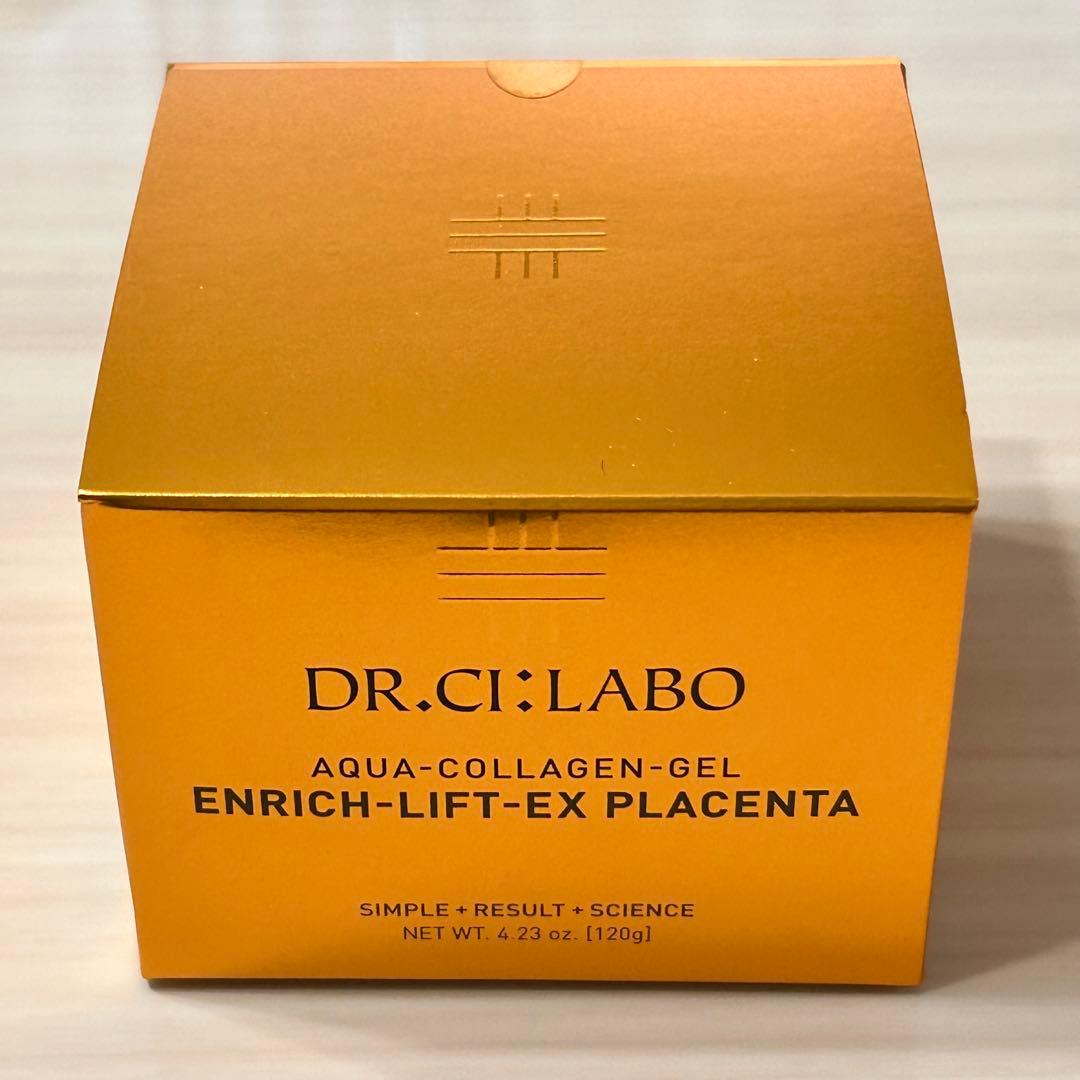 DR.CI:LABO
AQUA-COLLAGEN-GEL
ENRICH-LIFT-EX PLACENTA
SIMPLE + RESULT + SCIENCE
NET WT. 4.23 oz. [120g]